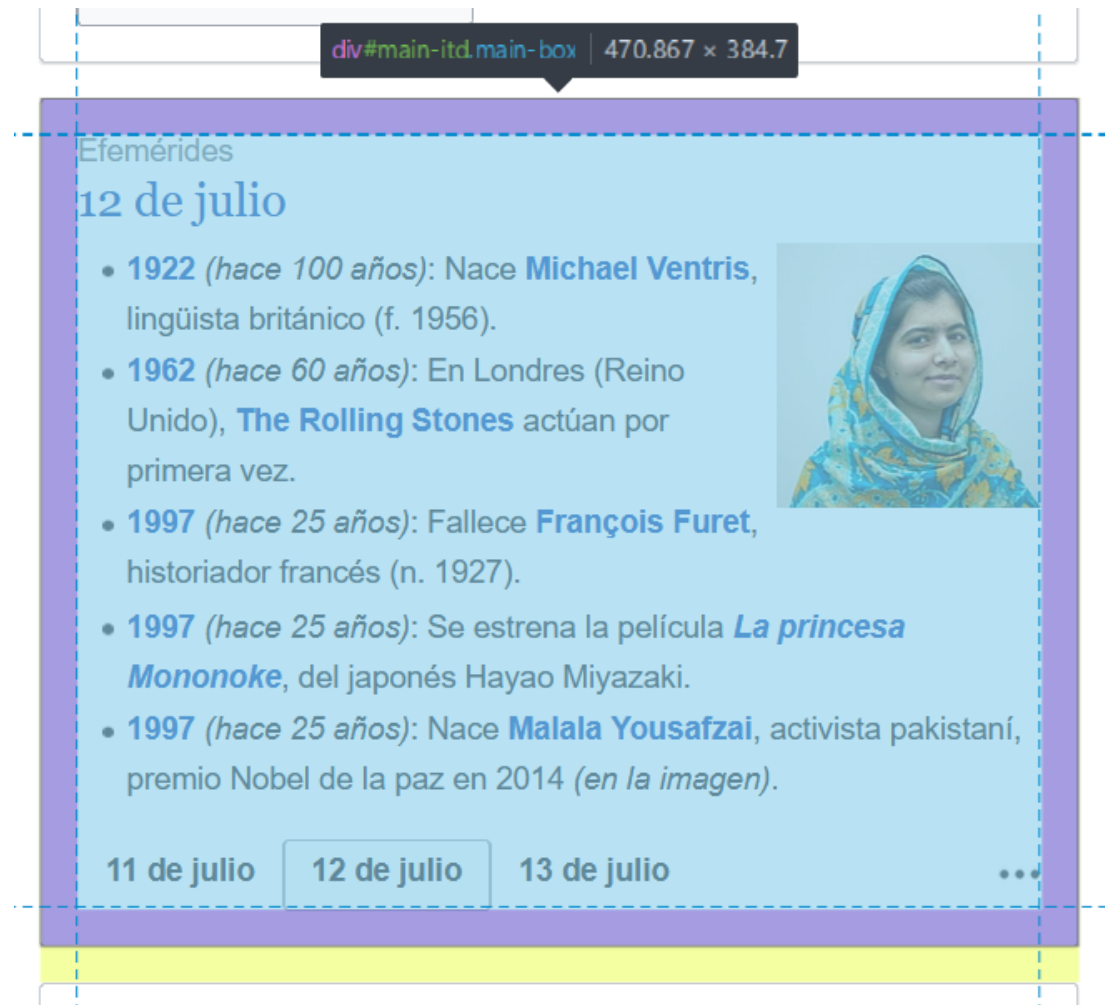 div#main-itd.main-box 470.867 × 384.7
Efemérides
12 de julio
• 1922 (hace 100 años): Nace Michael Ventris,
lingüista británico (f. 1956).
• 1962 (hace 60 años): En Londres (Reino
Unido), The Rolling Stones actúan por
primera vez.
• 1997 (hace 25 años): Fallece François Furet,
historiador francés (n. 1927).
• 1997 (hace 25 años): Se estrena la película La princesa
Mononoke, del japonés Hayao Miyazaki.
• 1997 (hace 25 años): Nace Malala Yousafzai, activista pakistaní,
premio Nobel de la paz en 2014 (en la imagen).
11 de julio 12 de julio 13 de julio •••